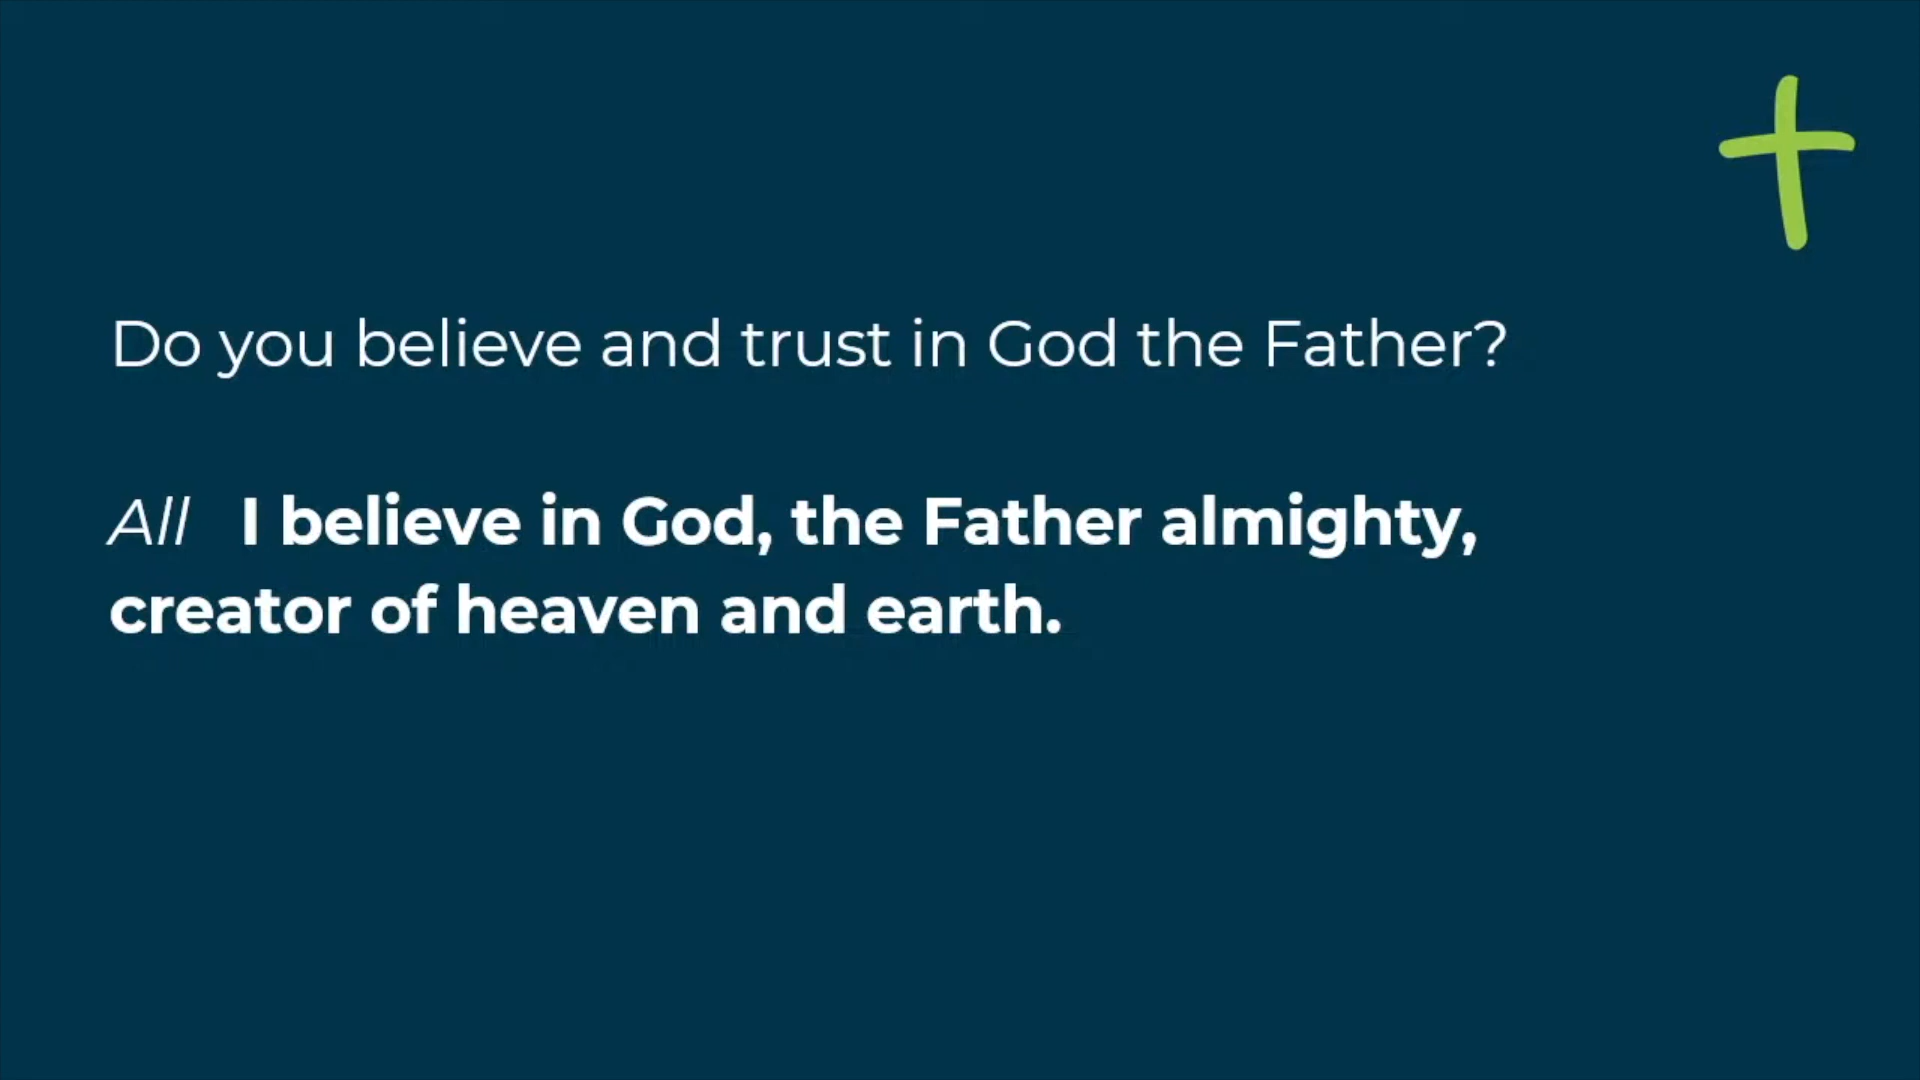 Do you believe and trust in God the Father?
All I believe in God, the Father almighty,
creator of heaven and earth.